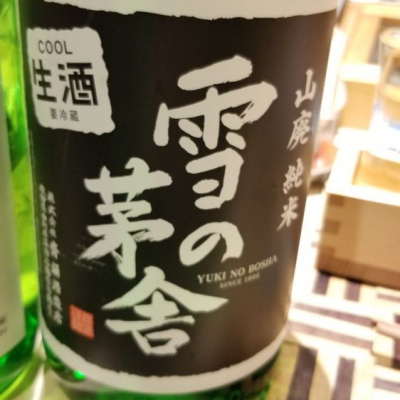 COOL
生酒
要冷蔵
山廃 純米
雪の
茅舎
YUKI NO BOSHA
SINCE 1902